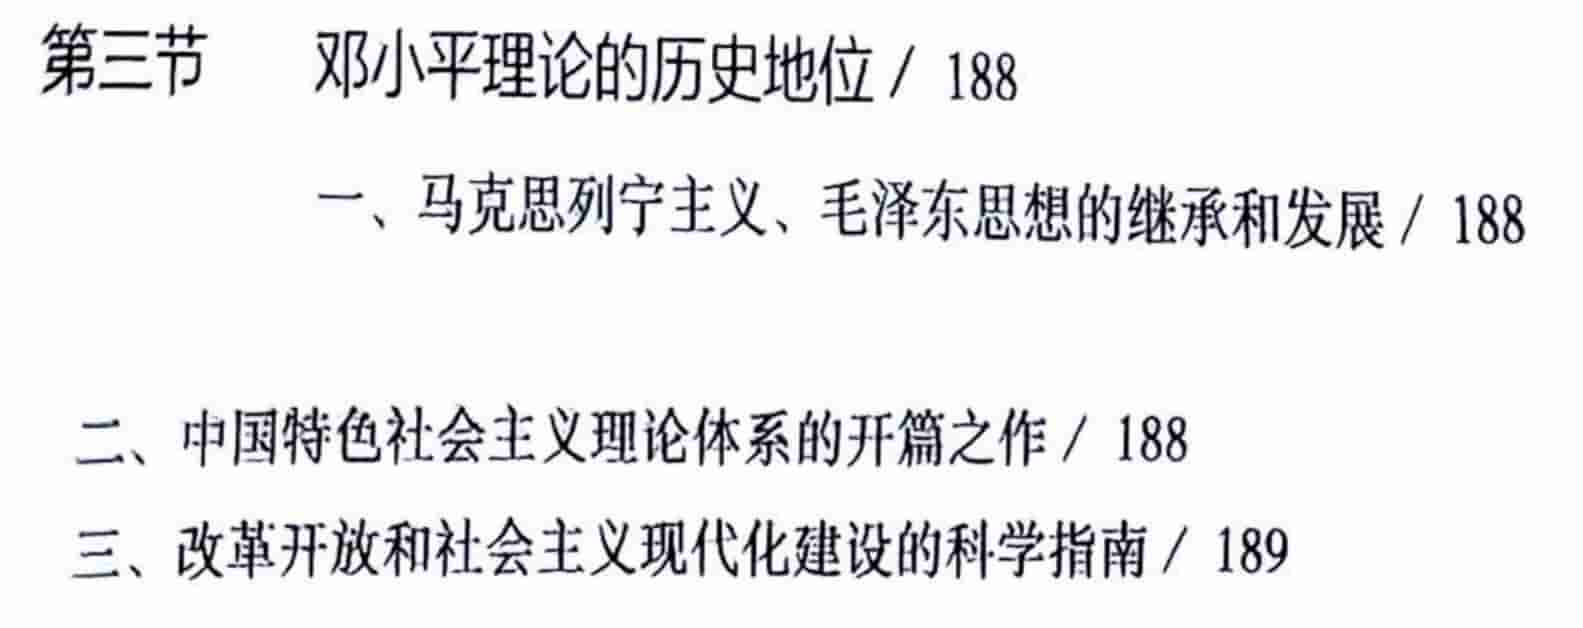 第三节 邓小平理论的历史地位 / 188
一、马克思列宁主义、毛泽东思想的继承和发展 / 188
二、中国特色社会主义理论体系的开篇之作 / 188
三、改革开放和社会主义现代化建设的科学指南 / 189